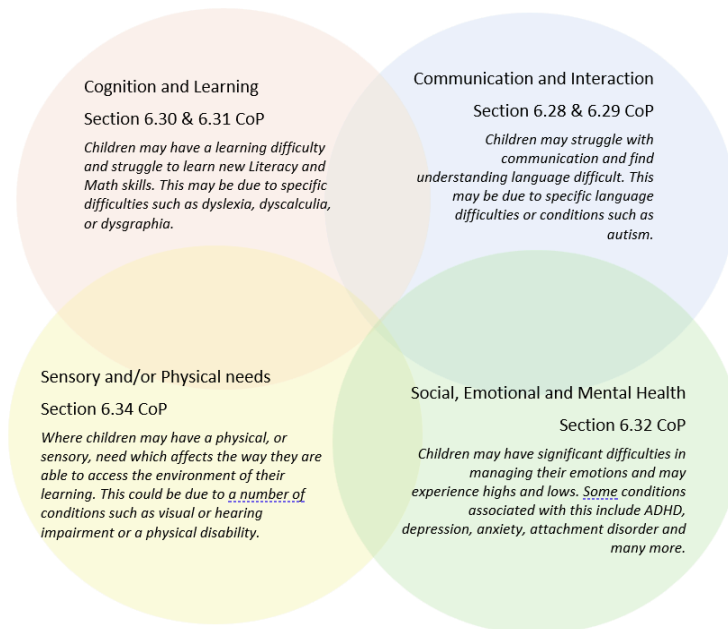 Cognition and Learning
Section 6.30 & 6.31 CoP
Children may have a learning difficulty
and struggle to learn new Literacy and
Math skills. This may be due to specific
difficulties such as dyslexia, dyscalculia,
or dysgraphia.
Communication and Interaction
Section 6.28 & 6.29 CoP
Children may struggle with
communication and find
understanding language difficult. This
may be due to specific language
difficulties or conditions such as
autism.
Sensory and/or Physical needs
Section 6.34 CoP
Where children may have a physical, or
sensory, need which affects the way they are
able to access the environment of their
learning. This could be due to a number of
conditions such as visual or hearing
impairment or a physical disability.
Social, Emotional and Mental Health
Section 6.32 CoP
Children may have significant difficulties in
managing their emotions and may
experience highs and lows. Some conditions
associated with this include ADHD,
depression, anxiety, attachment disorder and
many more.